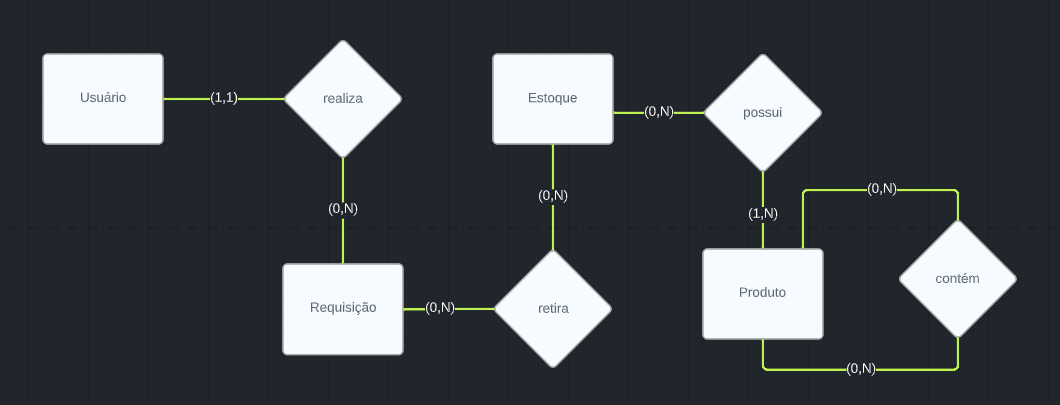 Usuário
(1,1)
realiza
(0,N)
Requisição
(0,N)
retira
(0,N)
Estoque
(0,N)
possui
(1,N)
Produto
(0,N)
contém
(0,N)